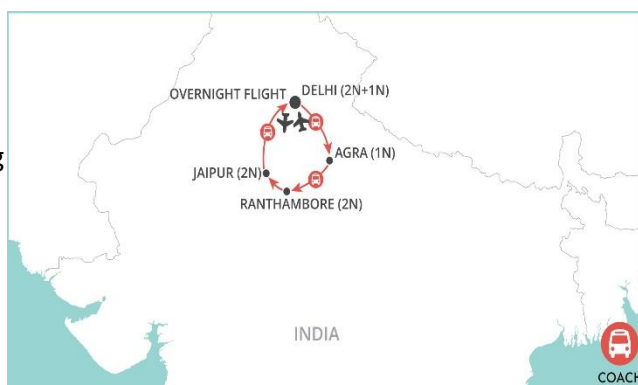 OVERNIGHT FLIGHT
DELHI (2N+1N)
AGRA (1N)
JAIPUR (2N)
RANTHAMBORE (2N)
INDIA
COACH
g